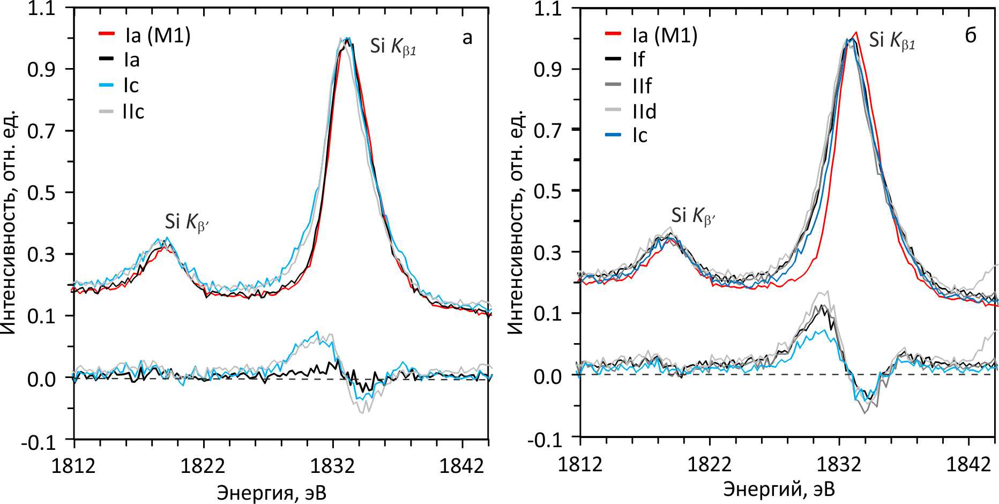 Интенсивность, отн. ед.
1.1
0.9
0.7
0.5
0.3
0.1
0.0
-0.1
Ia (M1)
Ia
Ic
IIc
а
Si Kβ1
Si Kβ′
1812
1822
1832
1842
Энергия, эВ
Интенсивность, отн. ед.
1.1
0.9
0.7
0.5
0.3
0.1
0.0
-0.1
Ia (M1)
If
IIf
IId
Ic
б
Si Kβ1
Si Kβ′
1812
1822
1832
1842
Энергий, эВ